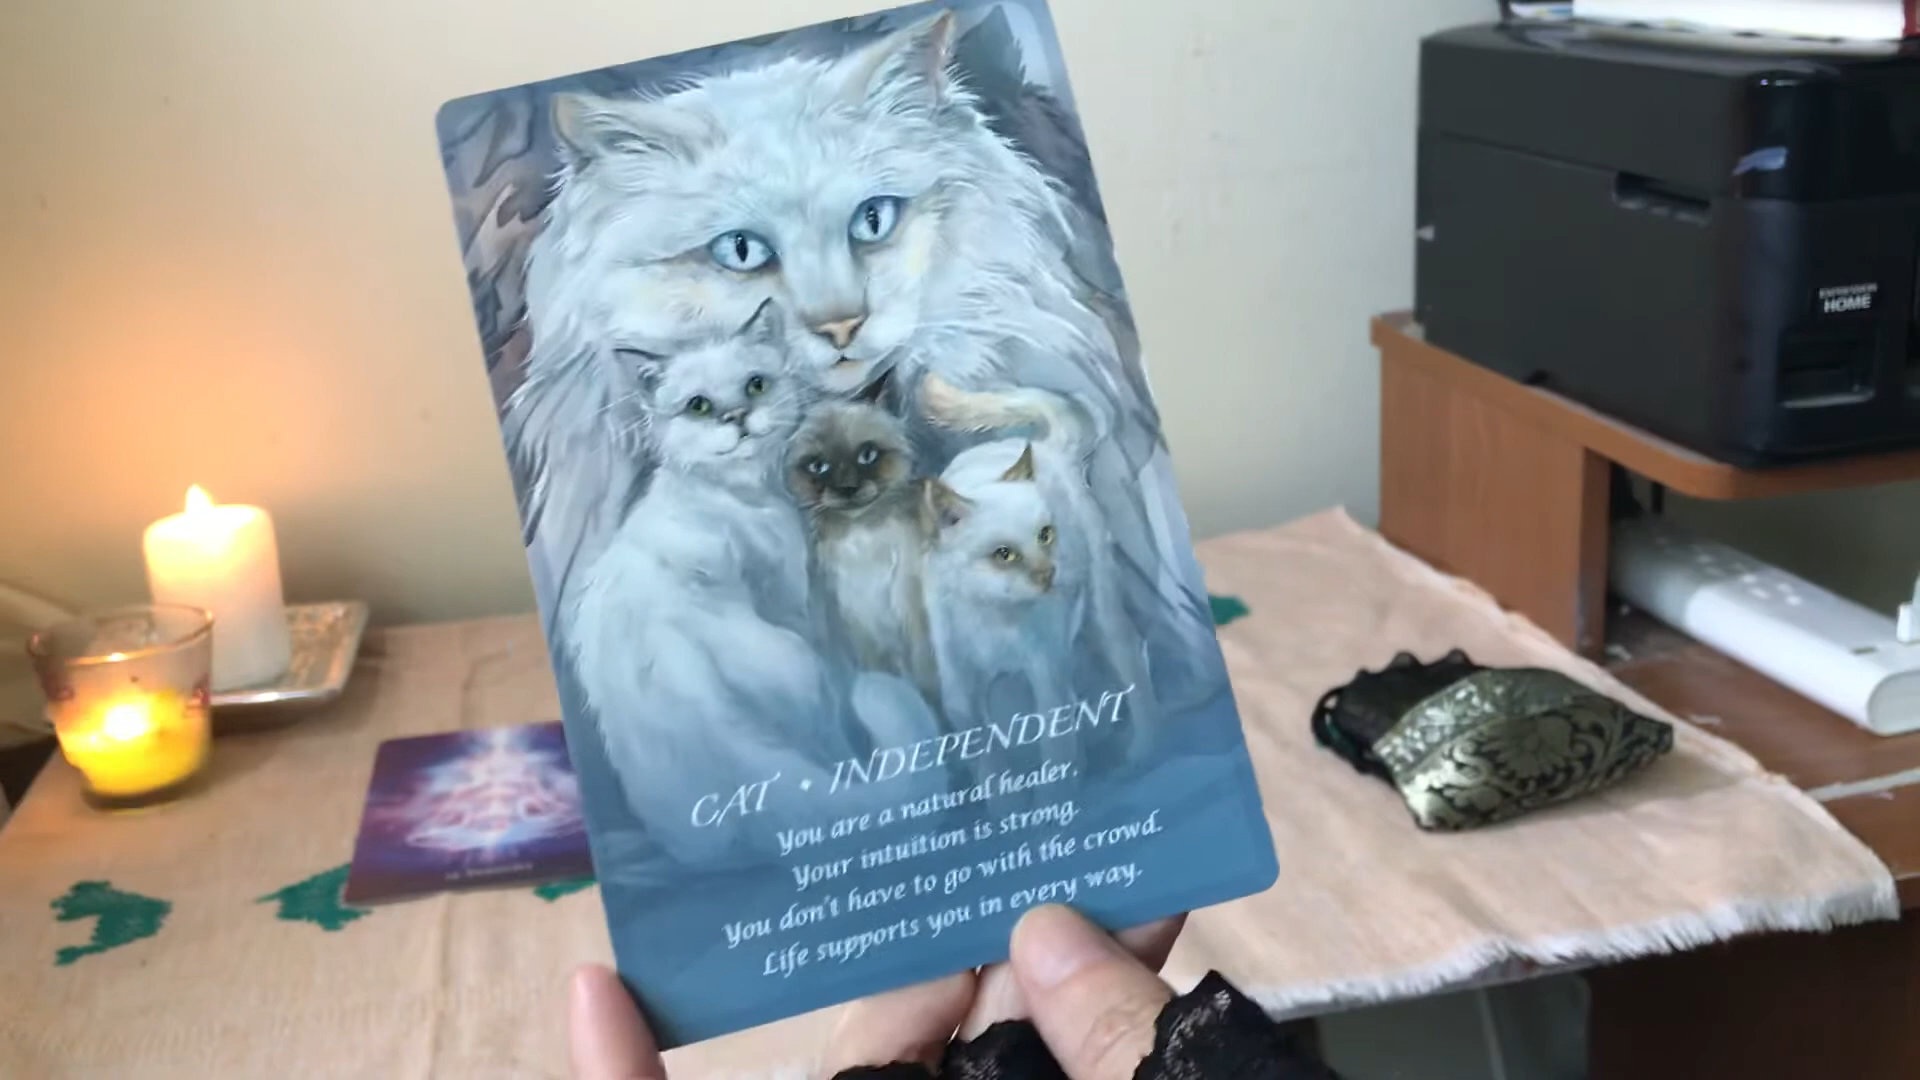 CAT • INDEPENDENT
You are a natural healer.
Your intuition is strong.
You don't have to go with the crowd.
Life supports you in every way.
EXPRESSION
HOME